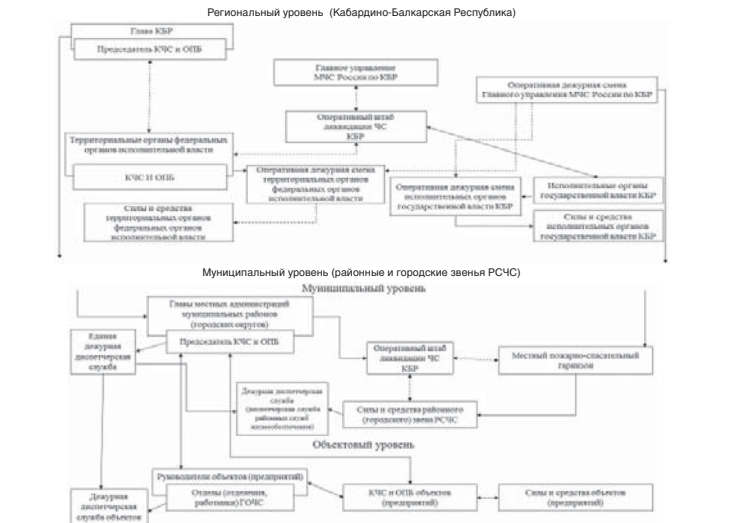 Региональный уровень (Кабардино-Балкарская Республика)
Глава КБР
Председатель КЧС и ОПБ
Главное управление
МЧС России по КБР
Оперативная дежурная смена
Главного управления МЧС России по КБР
Оперативный штаб
ликвидации ЧС
КБР
Территориальные органы федеральных
органов исполнительной власти
КЧС И ОПБ
Оперативная дежурная смена
территориальных органов
федеральных органов
исполнительной власти
Оперативная дежурная смена
исполнительных органов
государственной власти КБР
Исполнительные органы
государственной власти КБР
Силы и средства
территориальных органов
федеральных органов
исполнительной власти
Силы и средства
исполнительных органов
государственной власти КБР
Муниципальный уровень (районные и городские звенья РСЧС)
Муниципальный уровень
Главы местных администраций
муниципальных районов
(городских округов)
Председатель КЧС и ОПБ
Единая
дежурная
диспетчерская
служба
Оперативный штаб
ликвидации ЧС
КБР
Местный пожарно-спасательный
гарнизон
Дежурная диспетчерская
служба
(диспетчерская служба
районных служб
жизнеобеспечения)
Силы и средства районного
(городского) звена РСЧС
Объектовый уровень
Руководители объектов (предприятий)
Отделы (отделения,
работники) ГОЧС
КЧС и ОПБ объектов
(предприятий)
Силы и средства объектов
(предприятий)
Дежурная
диспетчерская
служба объектов